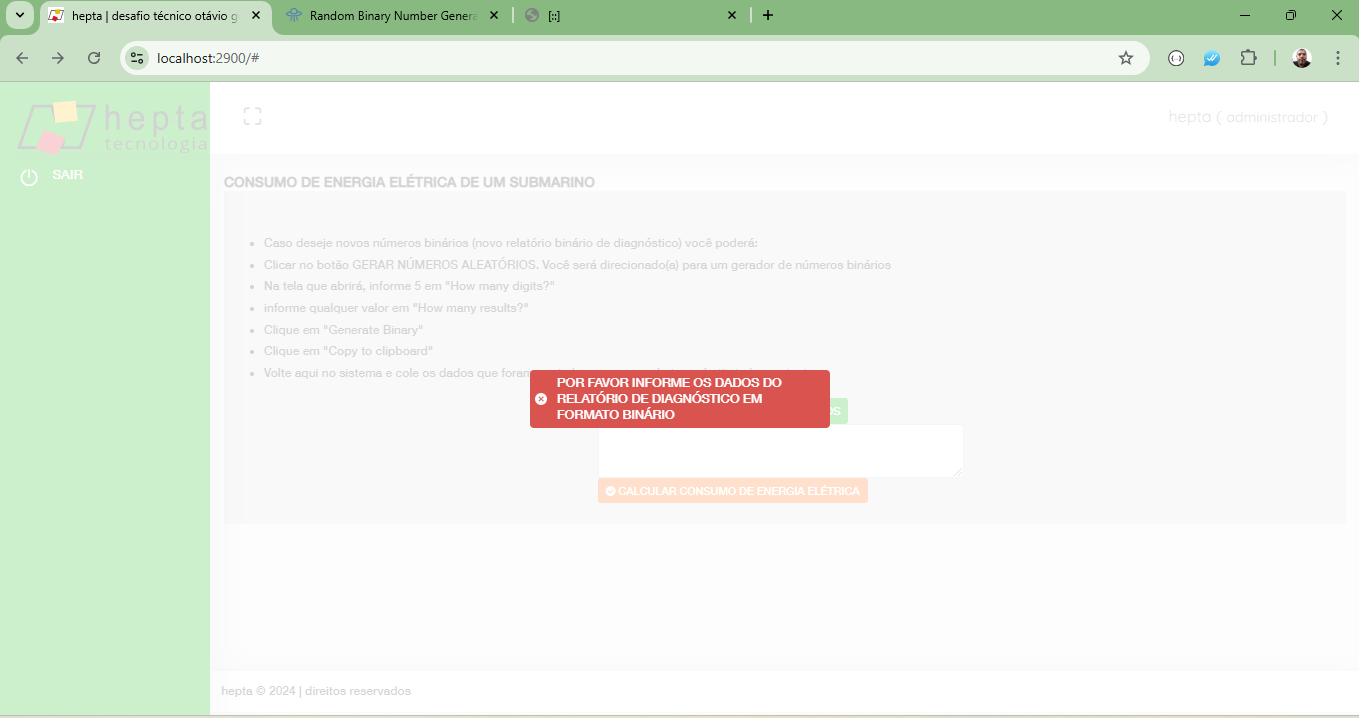 hepta | desafio técnico otávio g
Random Binary Number Genera
[::]
localhost:2900/#
hepta
tecnologia
hepta ( administrador )
SAIR
CONSUMO DE ENERGIA ELÉTRICA DE UM SUBMARINO
Caso deseje novos números binários (novo relatório binário de diagnóstico) você poderá:
Clicar no botão GERAR NÚMEROS ALEATÓRIOS. Você será direcionado(a) para um gerador de números binários
Na tela que abrirá, informe 5 em "How many digits?"
informe qualquer valor em "How many results?"
Clique em "Generate Binary"
Clique em "Copy to clipboard"
Volte aqui no sistema e cole os dados que foram
POR FAVOR INFORME OS DADOS DO
RELATÓRIO DE DIAGNÓSTICO EM
FORMATO BINÁRIO
OS
CALCULAR CONSUMO DE ENERGIA ELÉTRICA
hepta © 2024 | direitos reservados